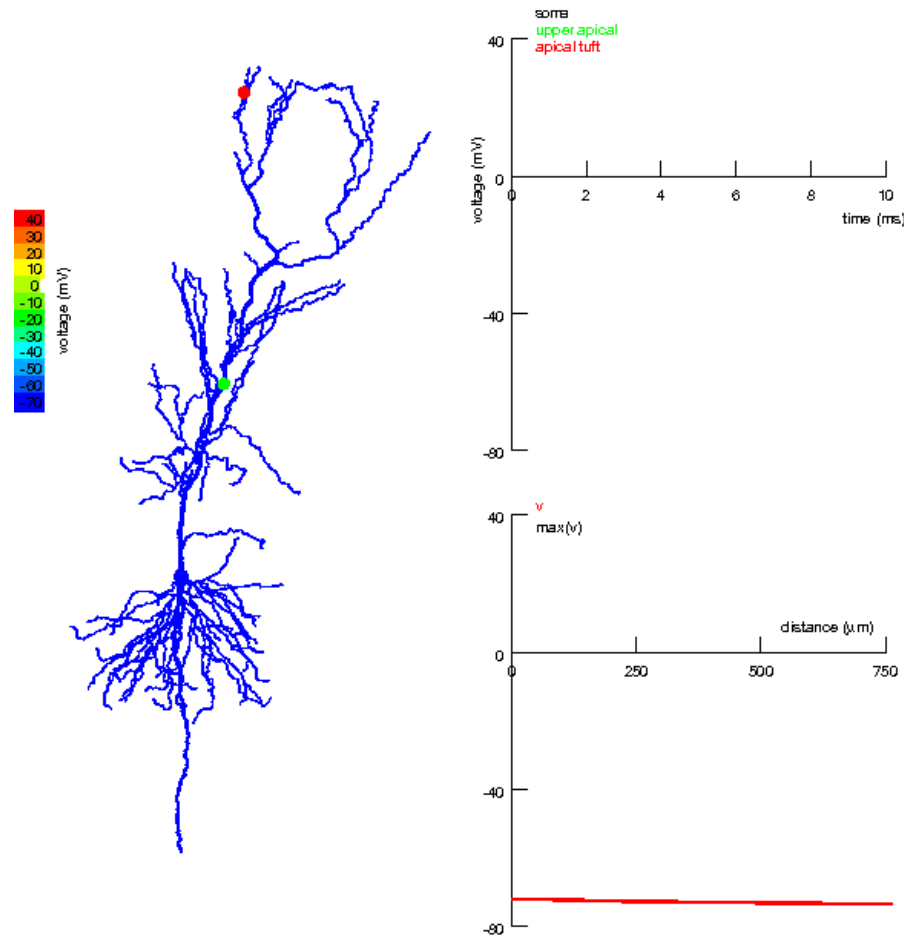 soma
upper apical
apical tuft
40
0
-40
-80
voltage (mV)
0 2 4 6 8 10
time (ms)
40
30
20
10
0
-10
-20
-30
-40
-50
-60
-70
voltage (mV)
v
max(v)
40
0
-40
-80
distance (μm)
0 250 500 750